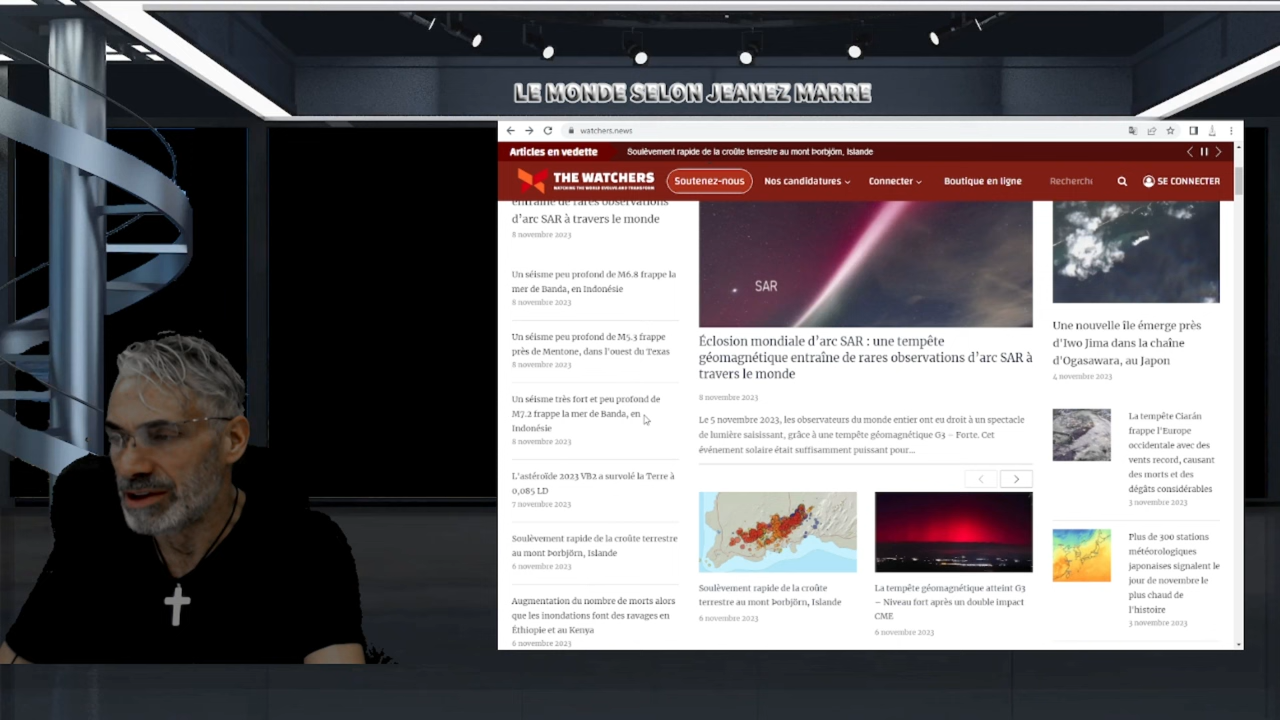 LE MONDE SELON JEANEZ MARRE
watchers.news
Articles en vedette
Soulèvement rapide de la croûte terrestre au mont Þorbjörn, Islande
THE WATCHERS
WATCHING THE WORLD EVOLVE AND TRANSFORM
Soutenez-nous
Nos candidatures
Connecter
Boutique en ligne
Recherche
SE CONNECTER
entraîne de rares observations
d'arc SAR à travers le monde
8 novembre 2023
Un séisme peu profond de M6.8 frappe la
mer de Banda, en Indonésie
8 novembre 2023
Un séisme peu profond de M5.3 frappe
près de Mentone, dans l'ouest du Texas
8 novembre 2023
Un séisme très fort et peu profond de
M7.2 frappe la mer de Banda, en
Indonésie
8 novembre 2023
L'astéroïde 2023 VB2 a survolé la Terre à
0,085 LD
7 novembre 2023
Soulèvement rapide de la croûte terrestre
au mont Þorbjörn, Islande
6 novembre 2023
Augmentation du nombre de morts alors
que les inondations font des ravages en
Éthiopie et au Kenya
6 novembre 2023
SAR
Éclosion mondiale d'arc SAR : une tempête
géomagnétique entraîne de rares observations d'arc SAR à
travers le monde
8 novembre 2023
Le 5 novembre 2023, les observateurs du monde entier ont eu droit à un spectacle
de lumière saisissant, grâce à une tempête géomagnétique G3 – Forte. Cet
événement solaire était suffisamment puissant pour...
Soulèvement rapide de la croûte
terrestre au mont Þorbjörn, Islande
6 novembre 2023
La tempête géomagnétique atteint G3
– Niveau fort après un double impact
CME
6 novembre 2023
Une nouvelle île émerge près
d'Iwo Jima dans la chaîne
d'Ogasawara, au Japon
4 novembre 2023
La tempête Ciarán
frappe l'Europe
occidentale avec des
vents record, causant
des morts et des
dégâts considérables
3 novembre 2023
Plus de 300 stations
météorologiques
japonaises signalent le
jour de novembre le
plus chaud de
l'histoire
3 novembre 2023